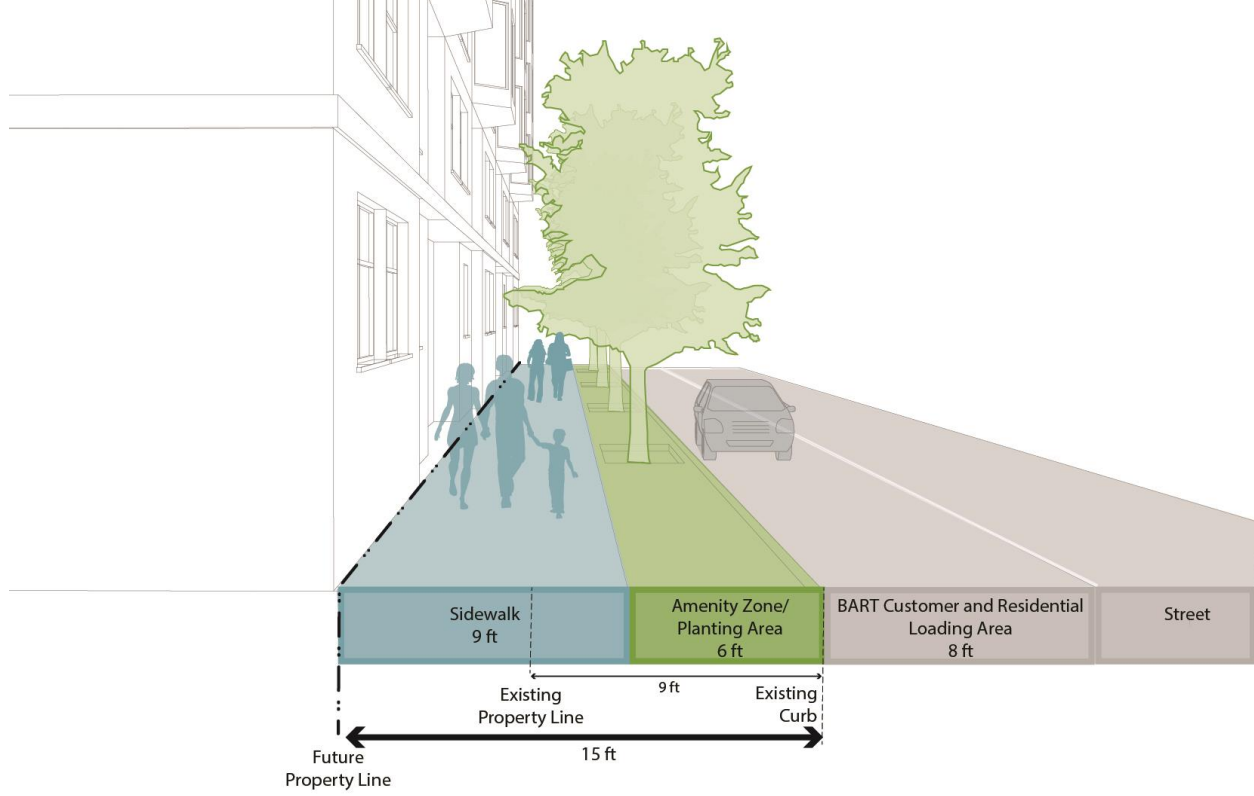 Sidewalk
9 ft
Amenity Zone/
Planting Area
6 ft
BART Customer and Residential
Loading Area
8 ft
Street
9 ft
Existing
Property Line
Existing
Curb
15 ft
Future
Property Line